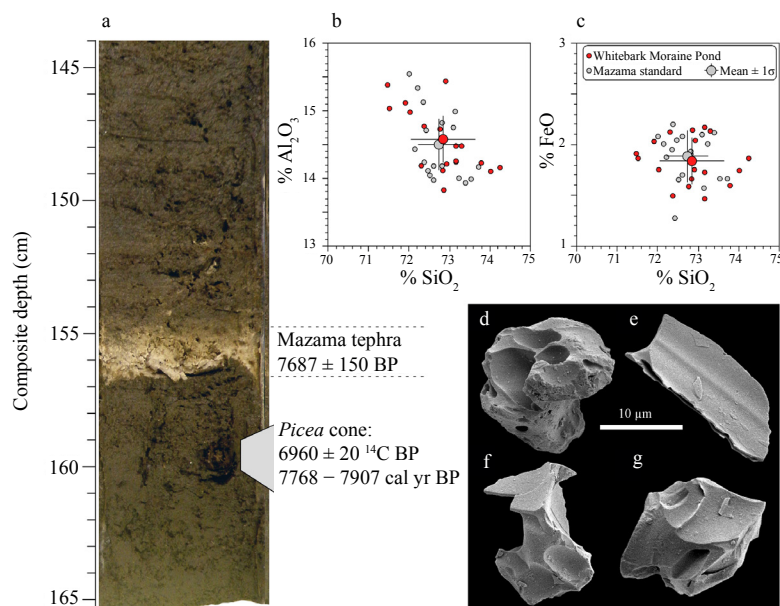 a
145
150
155
160
165
Composite depth (cm)
Mazama tephra
7687 ± 150 BP
Picea cone:
6960 ± 20 ¹⁴C BP
7768 – 7907 cal yr BP
b
16
15
14
13
% Al₂O₃
70 71 72 73 74 75
% SiO₂
c
Whitebark Moraine Pond
Mazama standard
Mean ± 1σ
3
2
1
% FeO
70 71 72 73 74 75
% SiO₂
d
e
10 µm
f
g